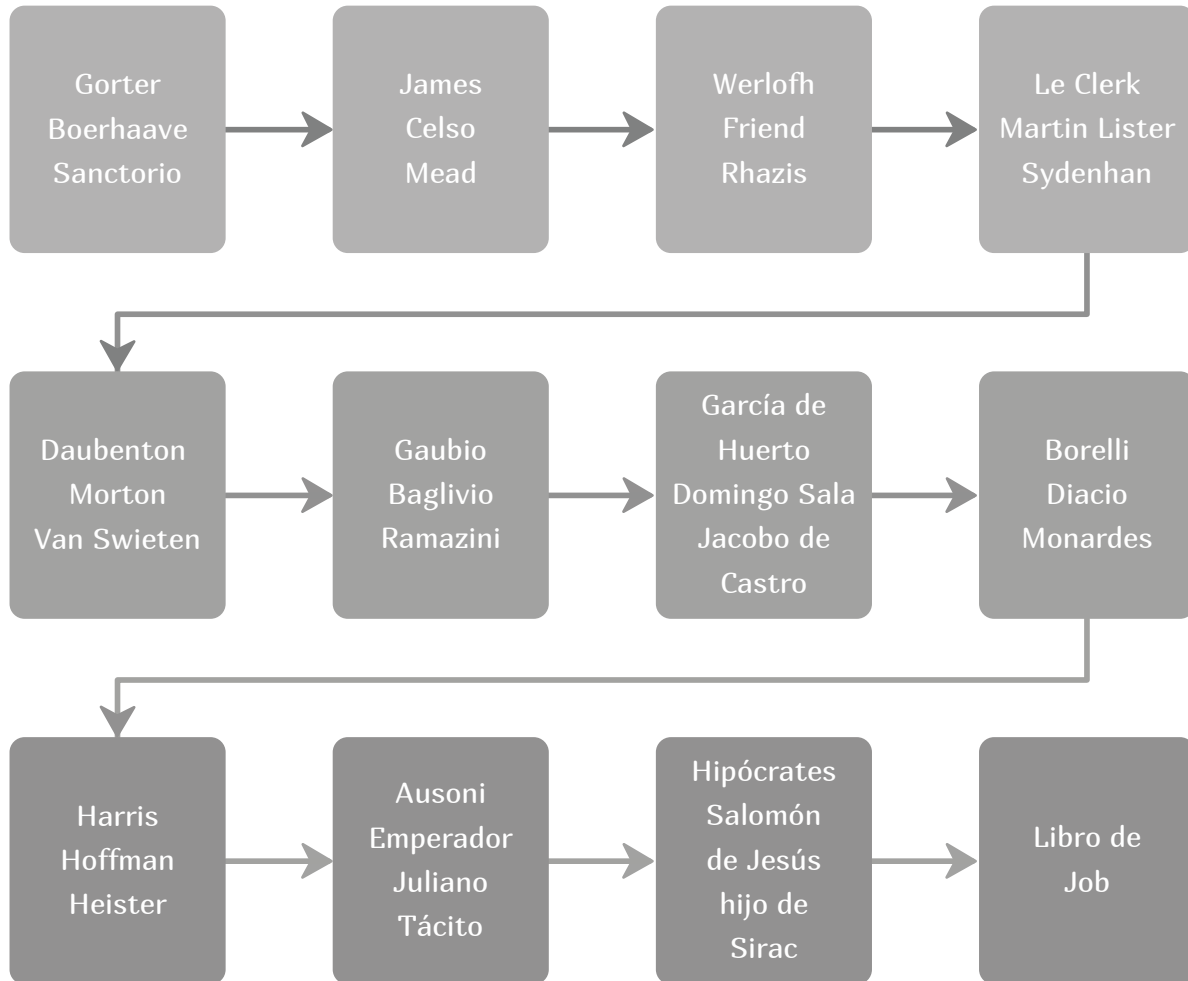 Gorter
Boerhaave
Sanctorio
James
Celso
Mead
Werlofh
Friend
Rhazis
Le Clerk
Martin Lister
Sydenhan
Daubenton
Morton
Van Swieten
Gaubio
Baglivio
Ramazini
García de
Huerto
Domingo Sala
Jacobo de
Castro
Borelli
Diacio
Monardes
Harris
Hoffman
Heister
Ausoni
Emperador
Juliano
Tácito
Hipócrates
Salomón
de Jesús
hijo de
Sirac
Libro de
Job